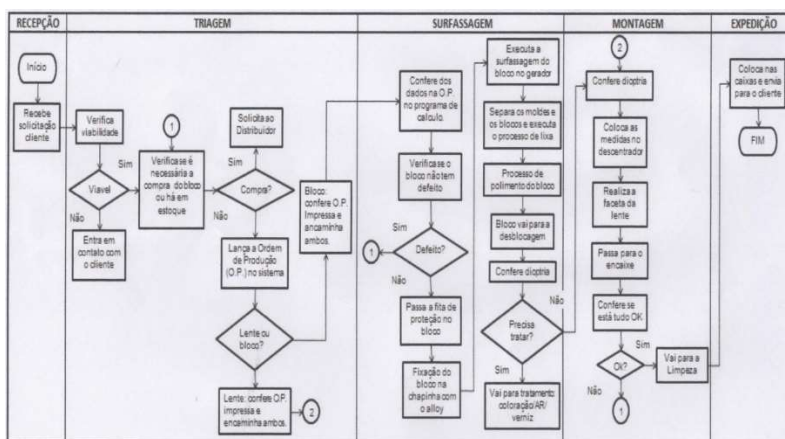 RECEPÇÃO
TRIAGEM
SURFASSAGEM
MONTAGEM
EXPEDIÇÃO
Início
Recebe
solicitação
cliente
Verifica
viabilidade
Viavel
Sim
Não
Entra em
contato com
o cliente
1
Verifica se é
necessária a
compra do bloco
ou há em
estoque
Solicita ao
Distribuidor
Sim
Compra?
Não
Lança a Ordem
de Produção
(O.P.) no sistema
Lente ou
bloco?
Bloco:
confere O.P.
Impressa e
encaminha
ambos.
Lente: confere O.P.
impressa e
encaminha ambos.
2
Confere dos
dados na O.P.
no programa de
calculo.
Verifica se o
bloco não tem
defeito
Sim
Defeito?
1
Não
Passa a fita de
proteção no
bloco
Fixação do
bloco na
chapinha com o
alloy
Executa a
surfassagem do
bloco no gerador
Separa os moldes e
os blocos e executa
o processo de lixa
Processo de
polimento do bloco
Bloco vai para a
desblocagem
Confere dioptria
Não
Precisa
tratar?
Sim
Vai para tratamento
coloração/AR/
verniz
2
Confere dioptria
Coloca as
medidas no
descentrador
Realiza a
faceta da
lente
Passa para o
encaixe
Confere se
está tudo OK
Sim
Ok?
Não
1
Vai para a
Limpeza
Coloca nas
caixas e envia
para o cliente
FIM